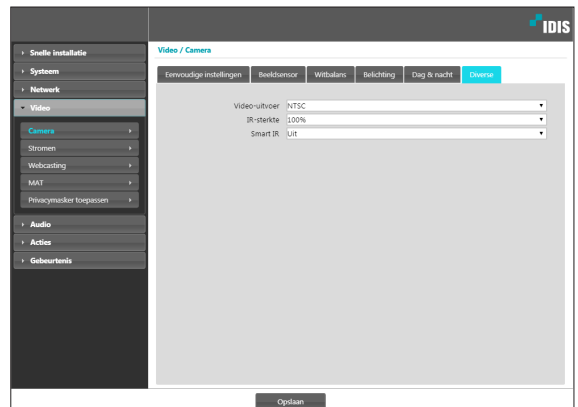 IDIS
Snelle installatie
Systeem
Netwerk
Video
Camera
Stromen
Webcasting
MAT
Privacymasker toepassen
Audio
Acties
Gebeurtenis
Video / Camera
Eenvoudige instellingen Beeldsensor Witbalans Belichting Dag & nacht Diverse
Video-uitvoer NTSC
IR-sterkte 100%
Smart IR Uit
Opslaan